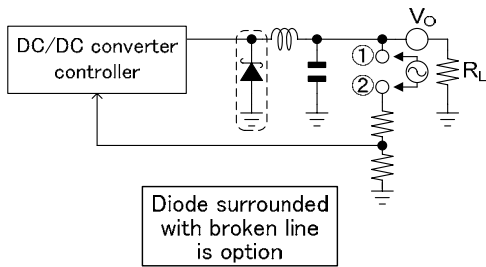 DC/DC converter
controller
Vo
①
②
RL
Diode surrounded
with broken line
is option